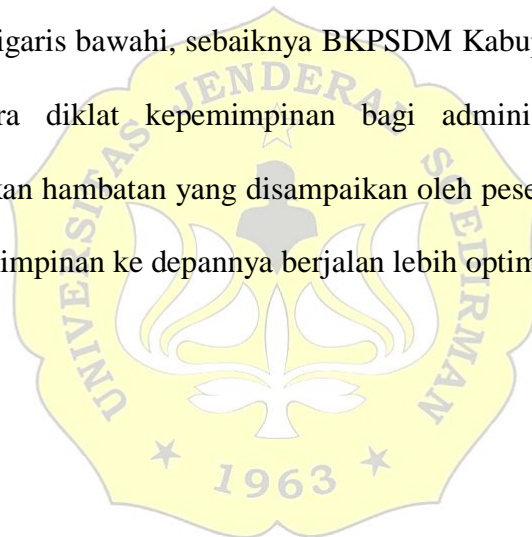 igaris bawahi, sebaiknya BKPSDM Kabup
ra diklat kepemimpinan bagi admini
kan hambatan yang disampaikan oleh pese
impinan ke depannya berjalan lebih optim
UNIVERSITAS JENDERAL SOEDIRMAN
1963